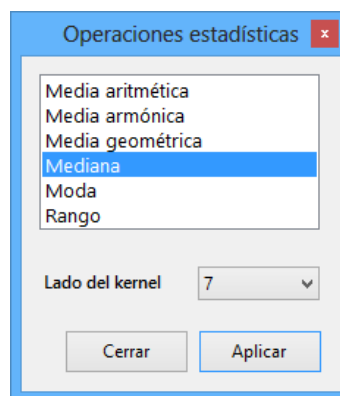 Operaciones estadísticas x
Media aritmética
Media armónica
Media geométrica
Mediana
Moda
Rango
Lado del kernel 7
Cerrar Aplicar